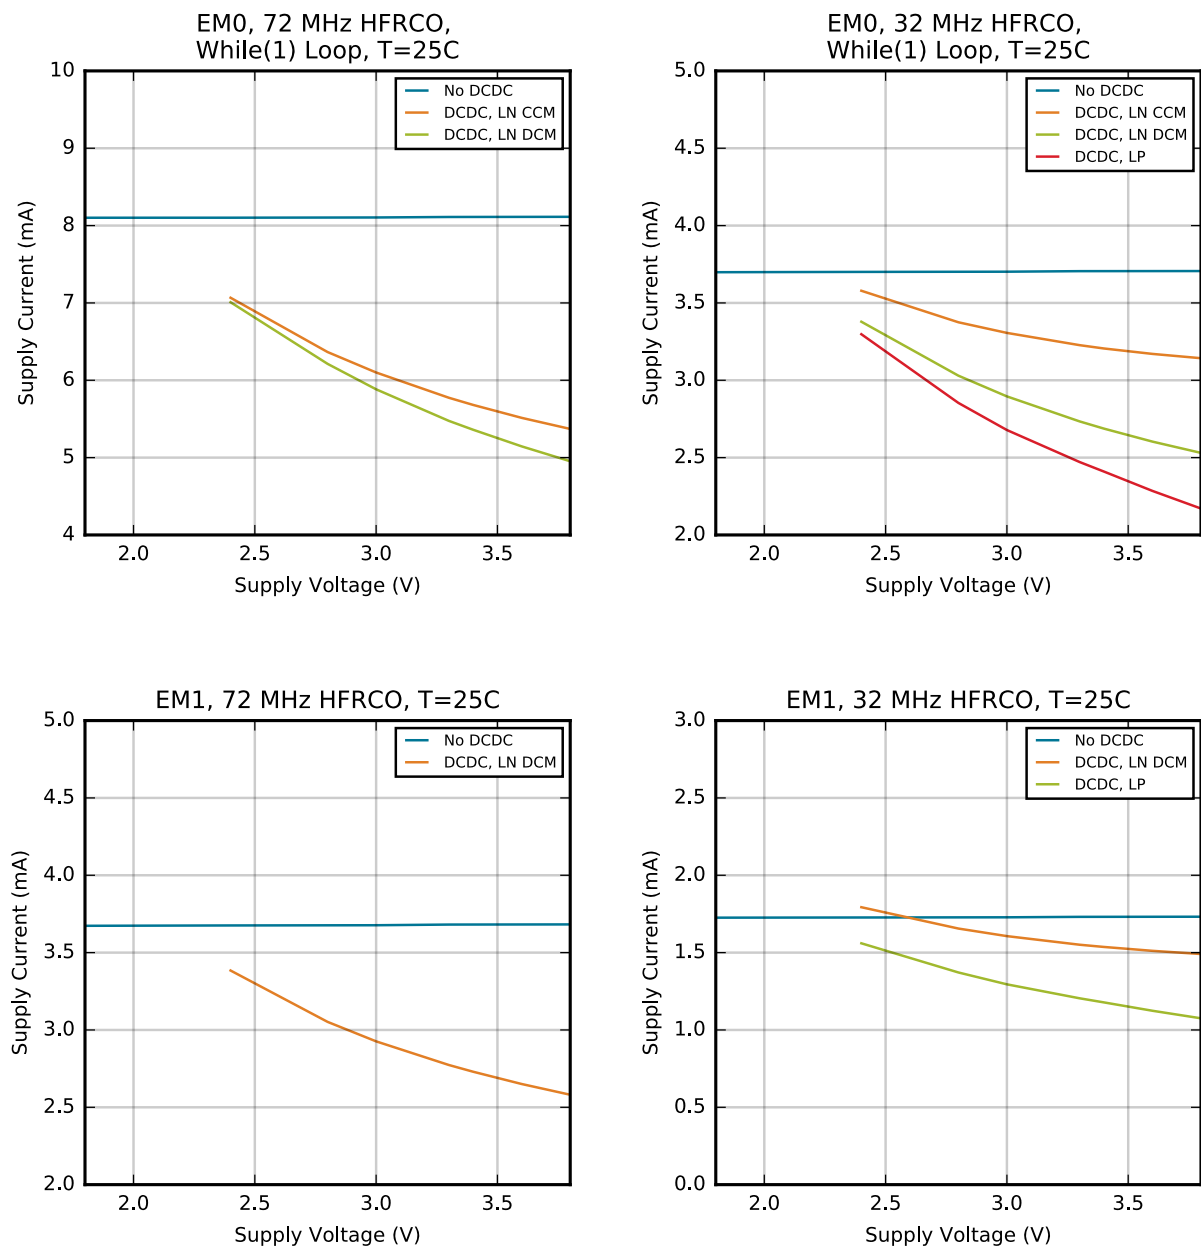 EM0, 72 MHz HFRCO,
While(1) Loop, T=25C
10
9
8
7
6
5
4
Supply Current (mA)
No DCDC
DCDC, LN CCM
DCDC, LN DCM
2.0
2.5
3.0
3.5
Supply Voltage (V)
EM0, 32 MHz HFRCO,
While(1) Loop, T=25C
5.0
4.5
4.0
3.5
3.0
2.5
2.0
Supply Current (mA)
No DCDC
DCDC, LN CCM
DCDC, LN DCM
DCDC, LP
2.0
2.5
3.0
3.5
Supply Voltage (V)
EM1, 72 MHz HFRCO, T=25C
5.0
4.5
4.0
3.5
3.0
2.5
2.0
Supply Current (mA)
No DCDC
DCDC, LN DCM
2.0
2.5
3.0
3.5
Supply Voltage (V)
EM1, 32 MHz HFRCO, T=25C
3.0
2.5
2.0
1.5
1.0
0.5
0.0
Supply Current (mA)
No DCDC
DCDC, LN DCM
DCDC, LP
2.0
2.5
3.0
3.5
Supply Voltage (V)